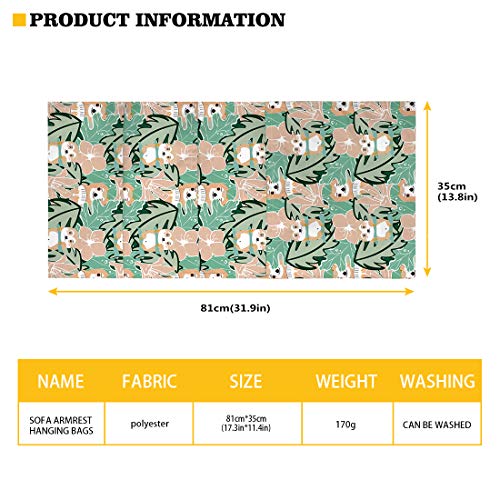 PRODUCT INFORMATION
35cm
(13.8in)
81cm(31.9in)
NAME FABRIC SIZE WEIGHT WASHING
SOFA ARMREST
HANGING BAGS
polyester
81cm*35cm
(17.3in*11.4in)
170g
CAN BE WASHED